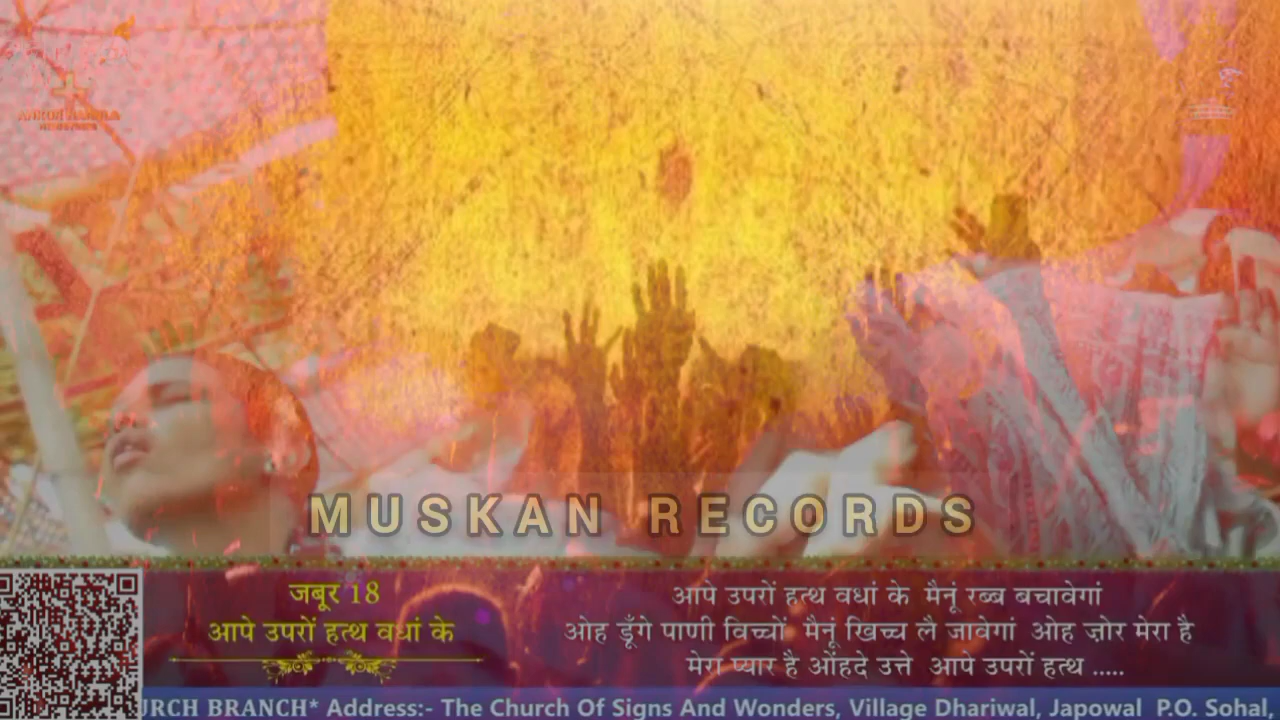 MUSKAN RECORDS
जबूर 18
आपे उपरों हत्थ वधां के
आपे उपरों हत्थ वधां के मैनूं रब्ब बचावेगां
ओह डूँगे पाणी विच्चों मैनूं खिच्च लै जावेगां ओह ज़ोर मेरा है
मेरा प्यार है ओंहदे उत्ते आपे उपरों हत्थ .....
URCH BRANCH* Address:- The Church Of Signs And Wonders, Village Dhariwal, Japowal P.O. Sohal,